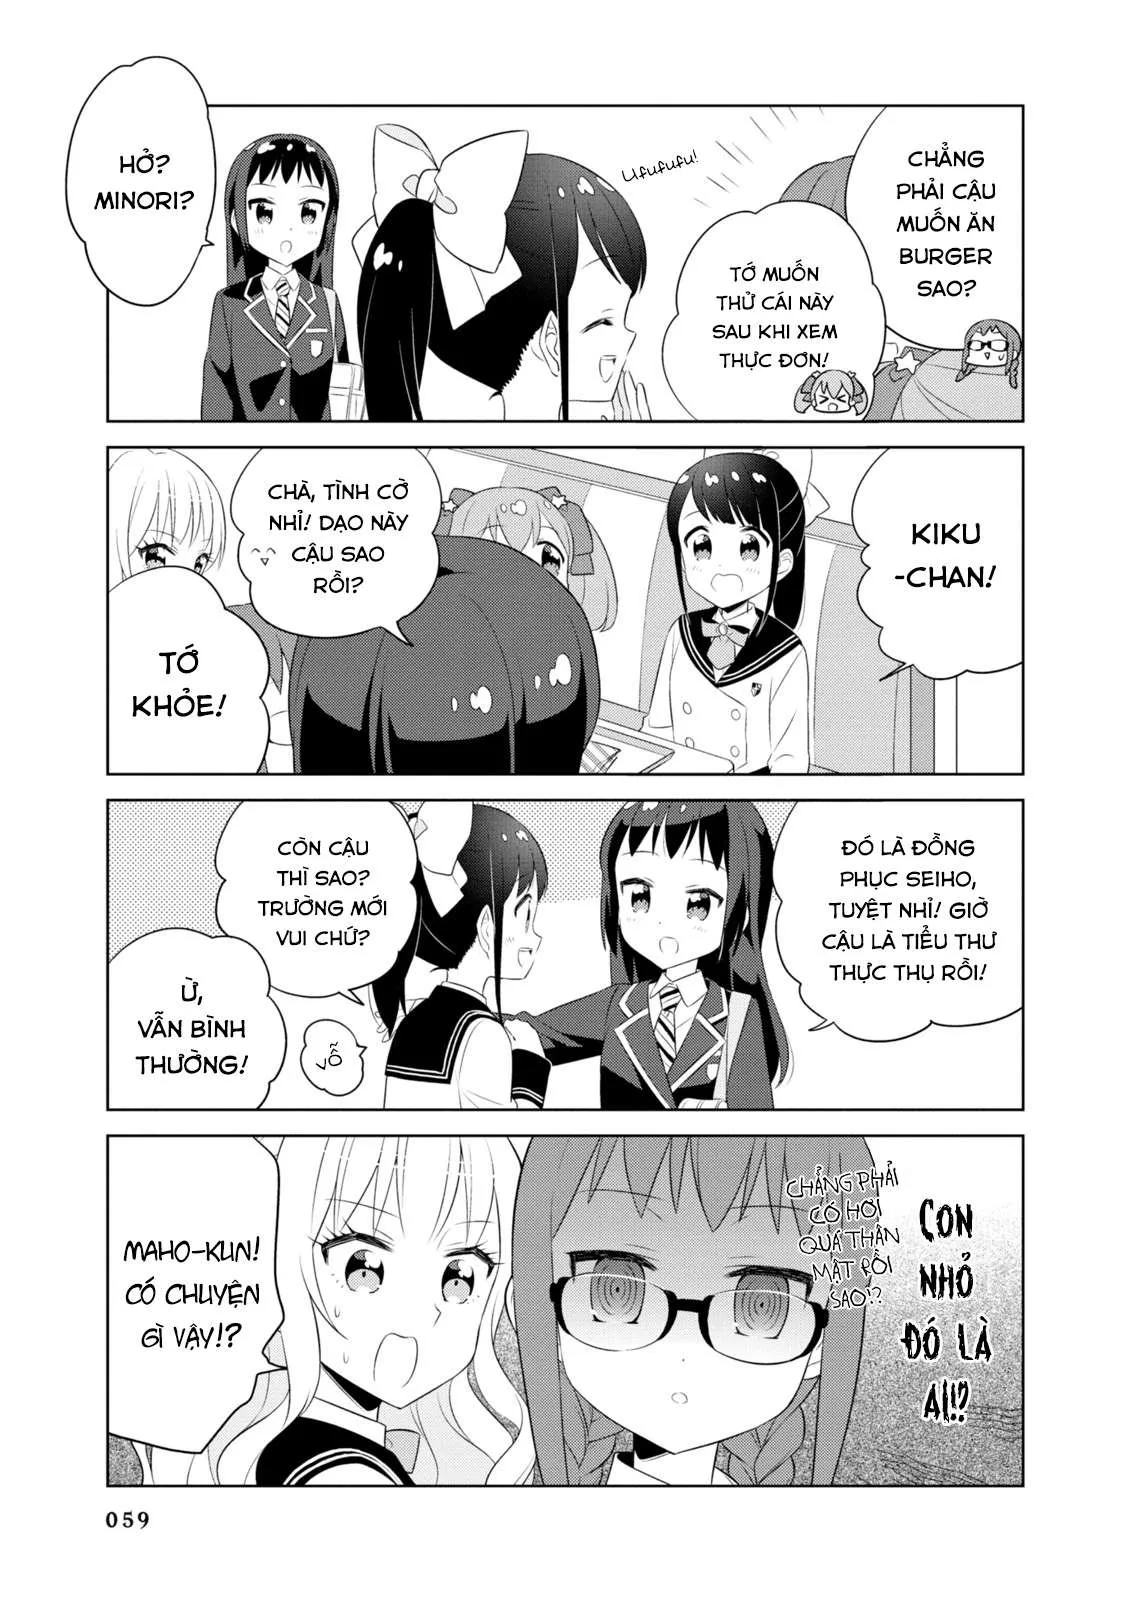 CHẲNG
PHẢI CẬU
MUỐN ĂN
BURGER
SAO?
TỚ MUỐN
THỬ CÁI NÀY
SAU KHI XEM
THỰC ĐƠN!
Ufufufu!
HỞ?
MINORI?
KIKU
-CHAN!
CHÀ, TÌNH CỜ
NHỈ! DẠO NÀY
CẬU SAO
RỒI?
TỚ
KHỎE!
ĐÓ LÀ ĐỒNG
PHỤC SEIHO,
TUYỆT NHỈ! GIỜ
CẬU LÀ TIỂU THƯ
THỰC THỤ RỒI!
CÒN CẬU
THÌ SAO?
TRƯỜNG MỚI
VUI CHỨ?
VỖ
Ừ,
VẪN BÌNH
THƯỜNG!
CON
NHỎ
ĐÓ LÀ
AI!?
CHẲNG PHẢI
CÓ HƠI
QUÁ THÂN
MẬT RỒI
SAO!?
MAHO-KUN!
CÓ CHUYỆN
GÌ VẬY!?
059